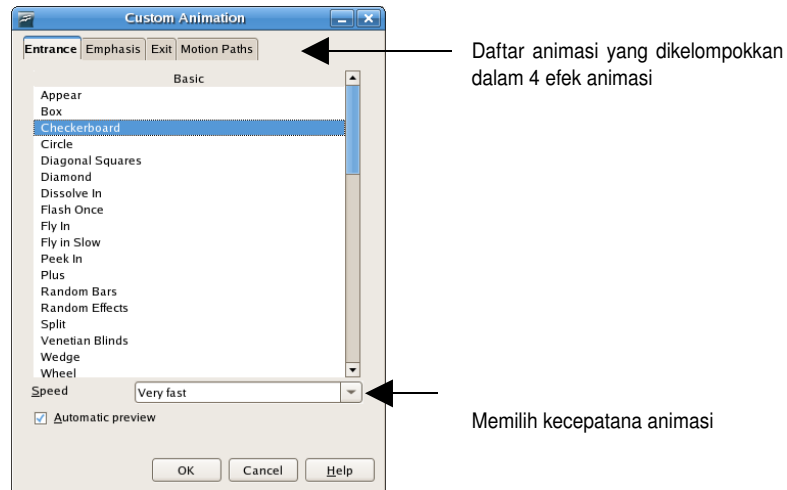 Custom Animation
Entrance Emphasis Exit Motion Paths
Daftar animasi yang dikelompokkan
dalam 4 efek animasi
Basic
Appear
Box
Checkerboard
Circle
Diagonal Squares
Diamond
Dissolve In
Flash Once
Fly In
Fly in Slow
Peek In
Plus
Random Bars
Random Effects
Split
Venetian Blinds
Wedge
Wheel
Speed Very fast
Memilih kecepatana animasi
Automatic preview
OK Cancel Help